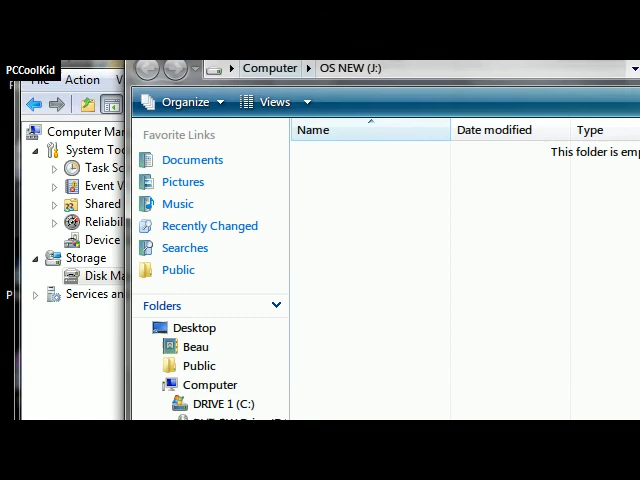 PCCoolKid
Action
Computer Ma
System To
Task Sc
Event V
Shared
Reliabil
Device
Storage
Disk Ma
Services an
Computer
OS NEW (J:)
Organize
Views
Favorite Links
Documents
Pictures
Music
Recently Changed
Searches
Public
Folders
Desktop
Beau
Public
Computer
DRIVE 1 (C:)
Name
Date modified
Type
This folder is emp